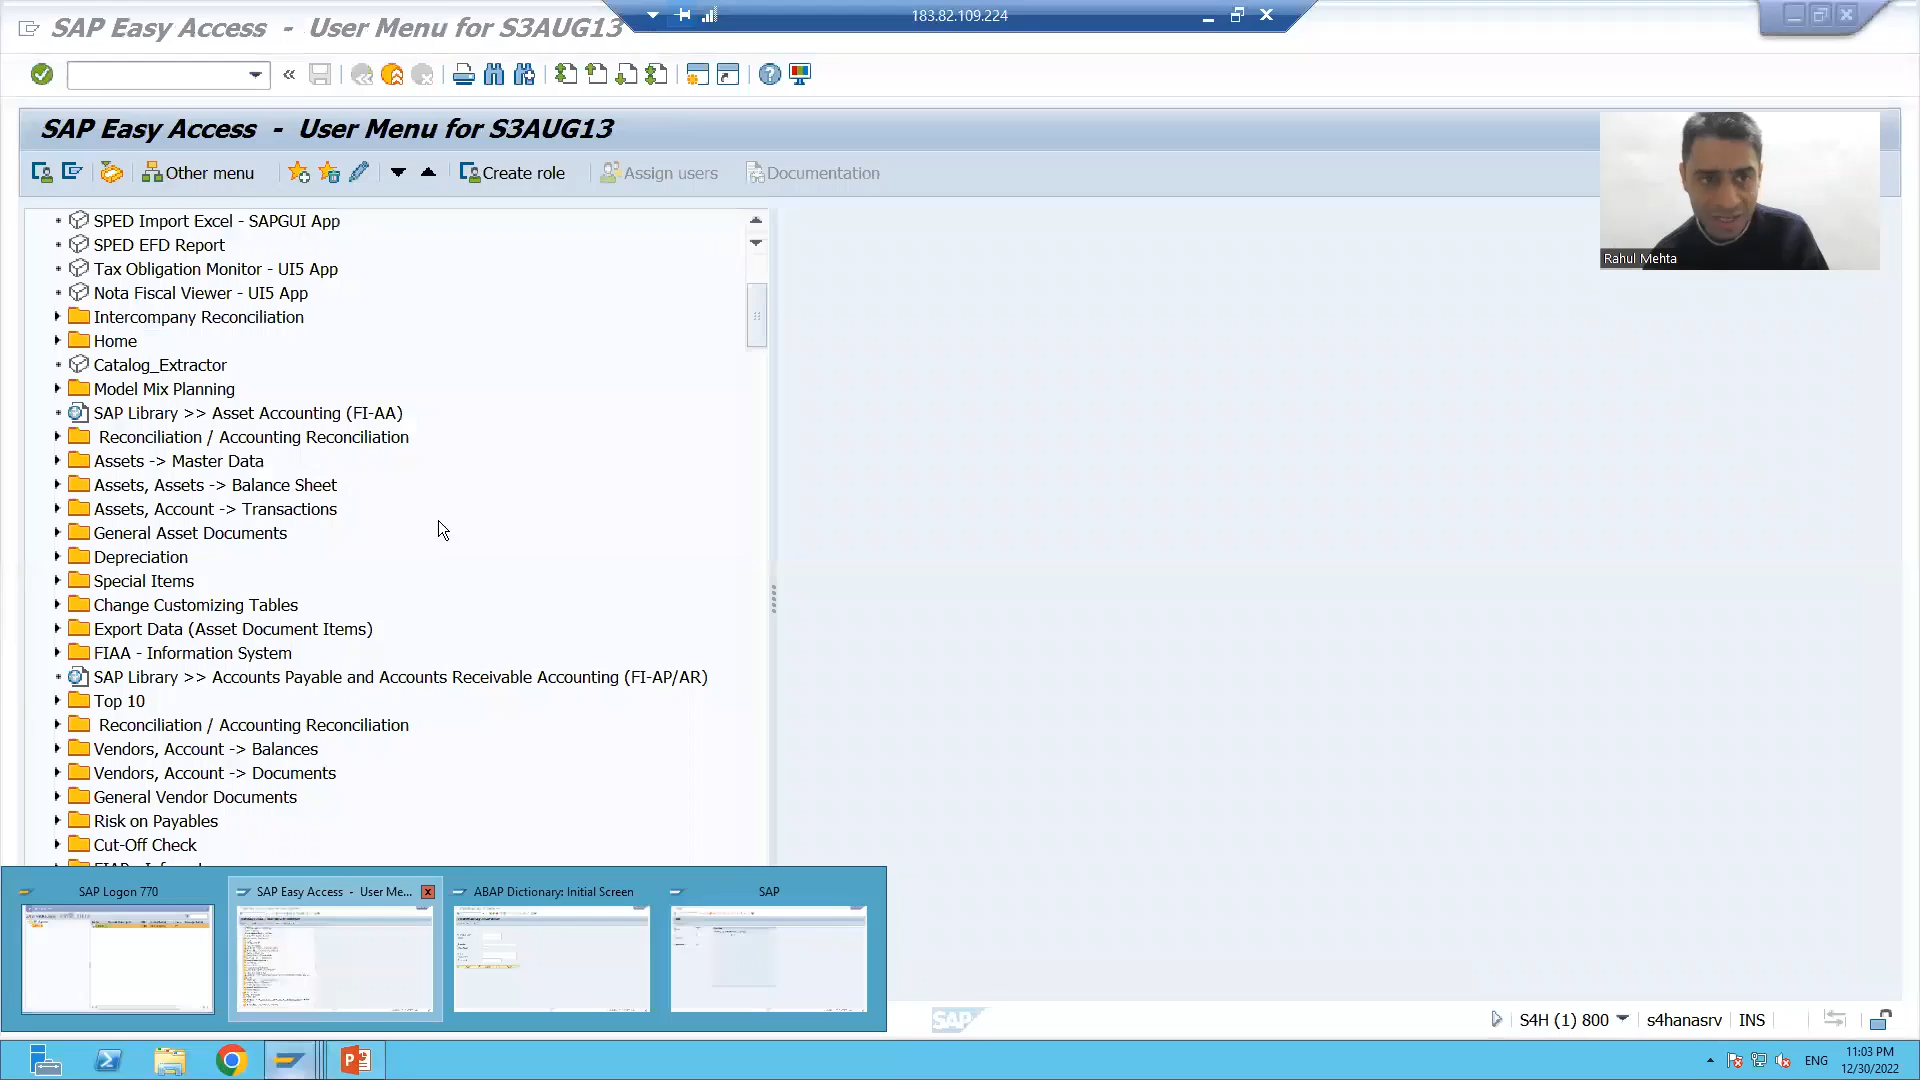 SAP Easy Access - User Menu for S3AUG13
183.82.109.224
SAP Easy Access - User Menu for S3AUG13
Other menu
Create role
Assign users
Documentation
SPED Import Excel - SAPGUI App
SPED EFD Report
Tax Obligation Monitor - UI5 App
Nota Fiscal Viewer - UI5 App
Intercompany Reconciliation
Home
Catalog_Extractor
Model Mix Planning
SAP Library >> Asset Accounting (FI-AA)
Reconciliation / Accounting Reconciliation
Assets -> Master Data
Assets, Assets -> Balance Sheet
Assets, Account -> Transactions
General Asset Documents
Depreciation
Special Items
Change Customizing Tables
Export Data (Asset Document Items)
FIAA - Information System
SAP Library >> Accounts Payable and Accounts Receivable Accounting (FI-AP/AR)
Top 10
Reconciliation / Accounting Reconciliation
Vendors, Account -> Balances
Vendors, Account -> Documents
General Vendor Documents
Risk on Payables
Cut-Off Check
Rahul Mehta
SAP Logon 770
SAP Easy Access - User Me...
ABAP Dictionary: Initial Screen
SAP
SAP
S4H (1) 800
s4hanasrv
INS
ENG
11:03 PM
12/30/2022